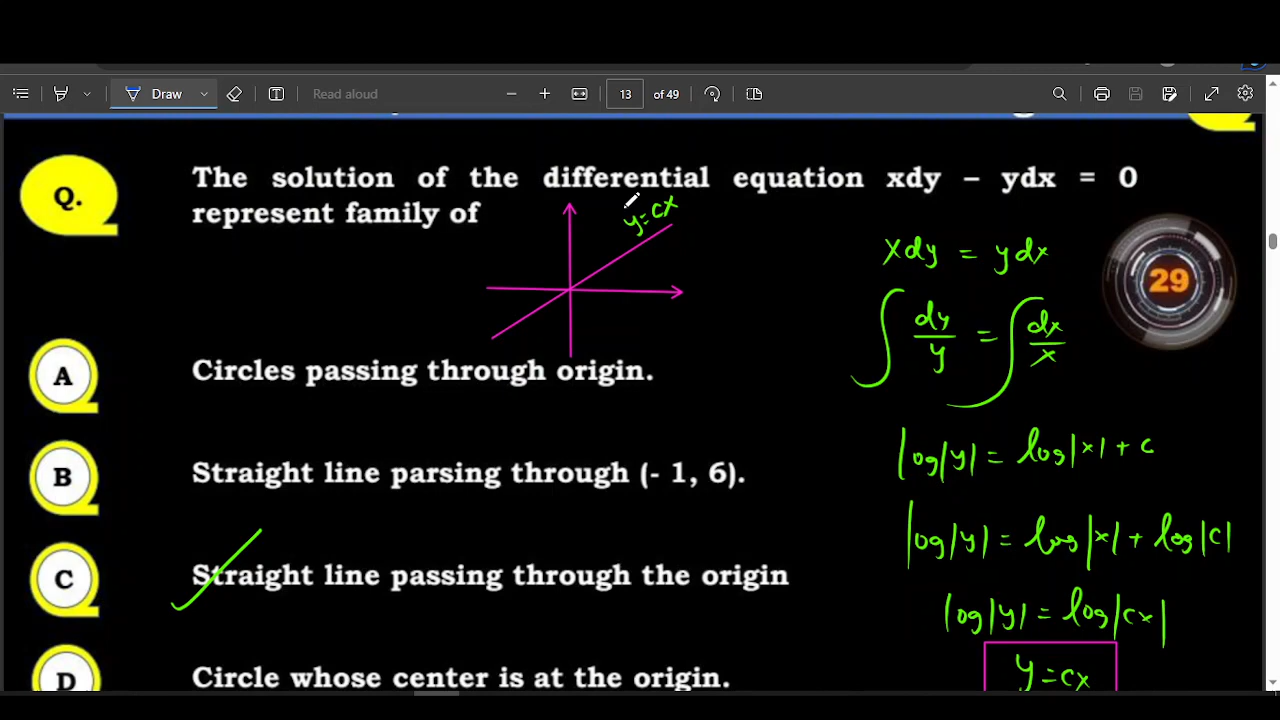 Draw
Read aloud
13 of 49
Q.
The solution of the differential equation xdy – ydx = 0
represent family of
y=cx
xdy = ydx
29
∫ dy/y = ∫ dx/x
A
Circles passing through origin.
log|y| = log|x| + c
B
Straight line parsing through (- 1, 6).
log|y| = log|x| + log|c|
C
Straight line passing through the origin
log|y| = log|cx|
D
Circle whose center is at the origin.
y=cx